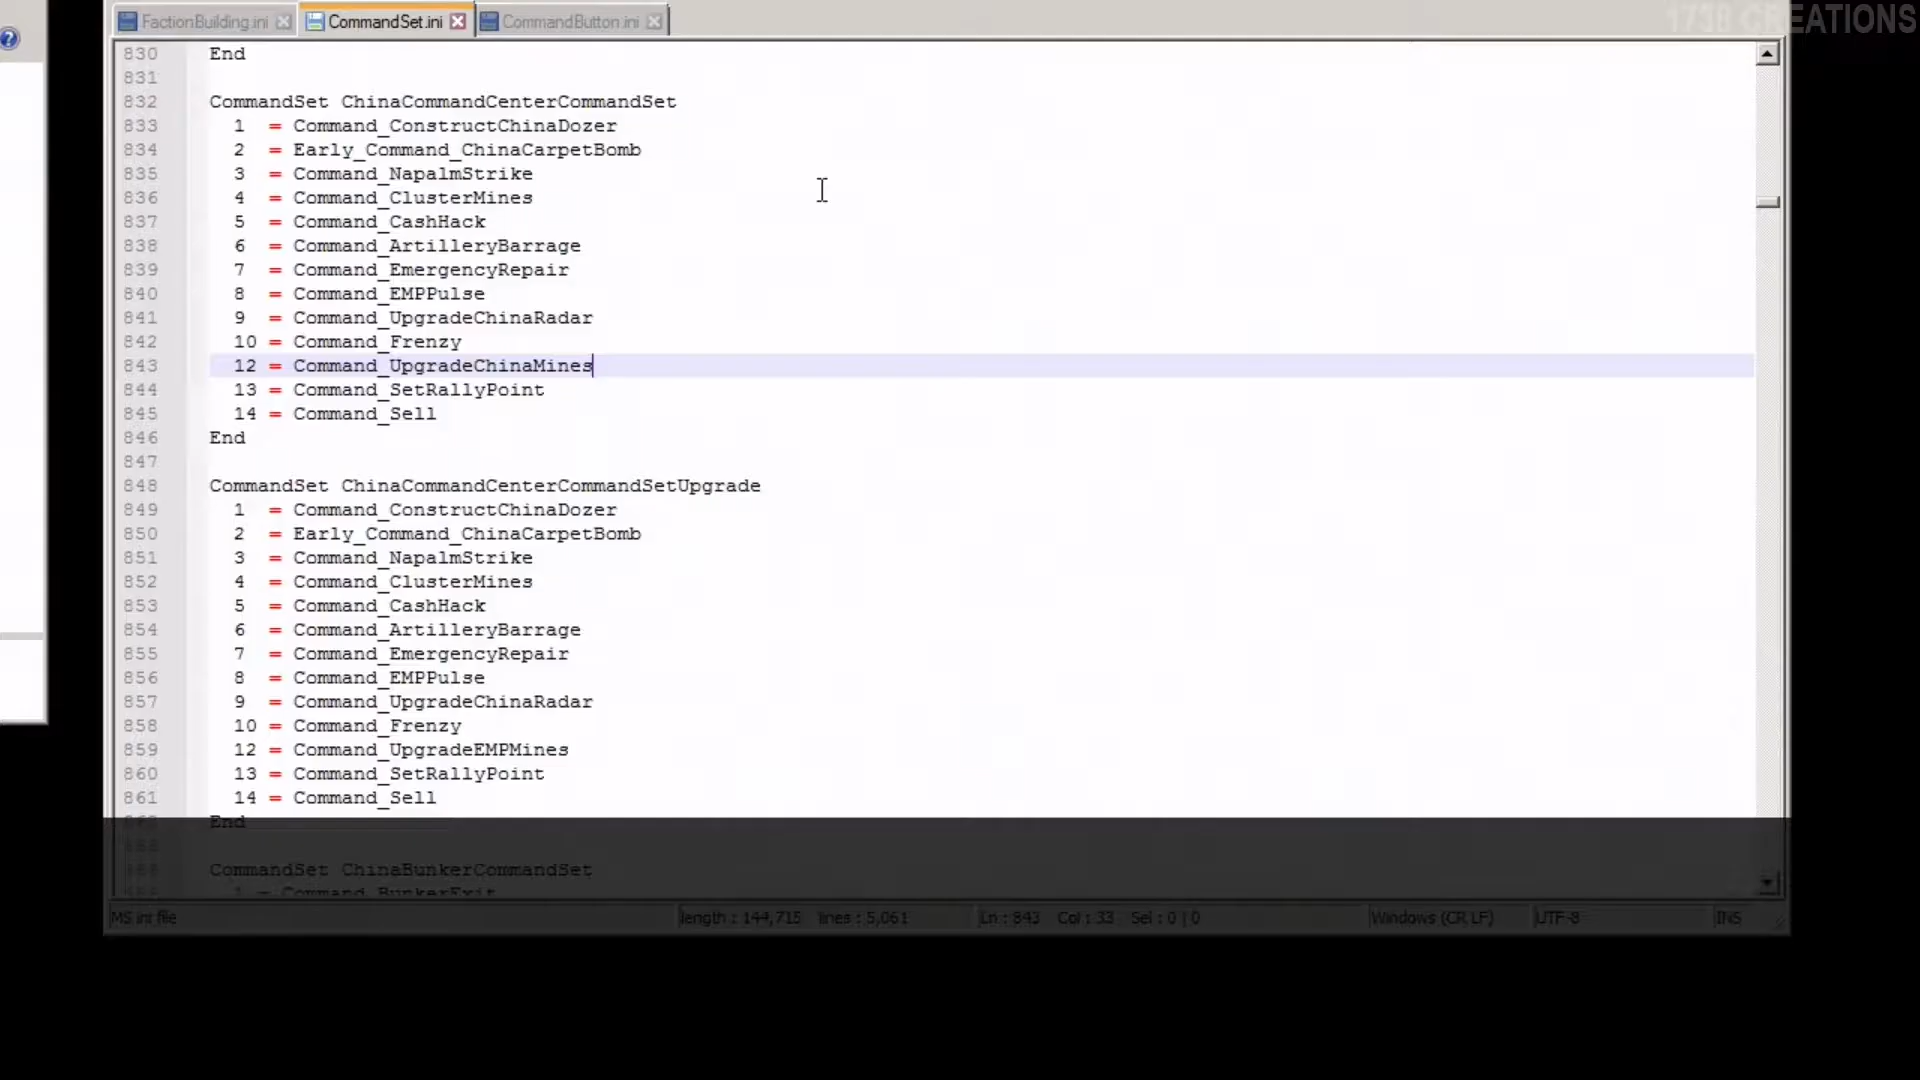 1738 CREATIONS
FactionBuilding.ini
CommandSet.ini
CommandButton.ini
830 End
831
832 CommandSet ChinaCommandCenterCommandSet
833 1 = Command_ConstructChinaDozer
834 2 = Early_Command_ChinaCarpetBomb
835 3 = Command_NapalmStrike
836 4 = Command_ClusterMines
837 5 = Command_CashHack
838 6 = Command_ArtilleryBarrage
839 7 = Command_EmergencyRepair
840 8 = Command_EMPPulse
841 9 = Command_UpgradeChinaRadar
842 10 = Command_Frenzy
843 12 = Command_UpgradeChinaMines
844 13 = Command_SetRallyPoint
845 14 = Command_Sell
846 End
847
848 CommandSet ChinaCommandCenterCommandSetUpgrade
849 1 = Command_ConstructChinaDozer
850 2 = Early_Command_ChinaCarpetBomb
851 3 = Command_NapalmStrike
852 4 = Command_ClusterMines
853 5 = Command_CashHack
854 6 = Command_ArtilleryBarrage
855 7 = Command_EmergencyRepair
856 8 = Command_EMPPulse
857 9 = Command_UpgradeChinaRadar
858 10 = Command_Frenzy
859 12 = Command_UpgradeEMPMines
860 13 = Command_SetRallyPoint
861 14 = Command_Sell
End
CommandSet ChinaBunkerCommandSet
1 = Command_BunkerExit
MS ini file length : 144,715 lines : 5,061 Ln : 843 Col : 33 Sel : 0 | 0 Windows (CR LF) UTF-8 INS